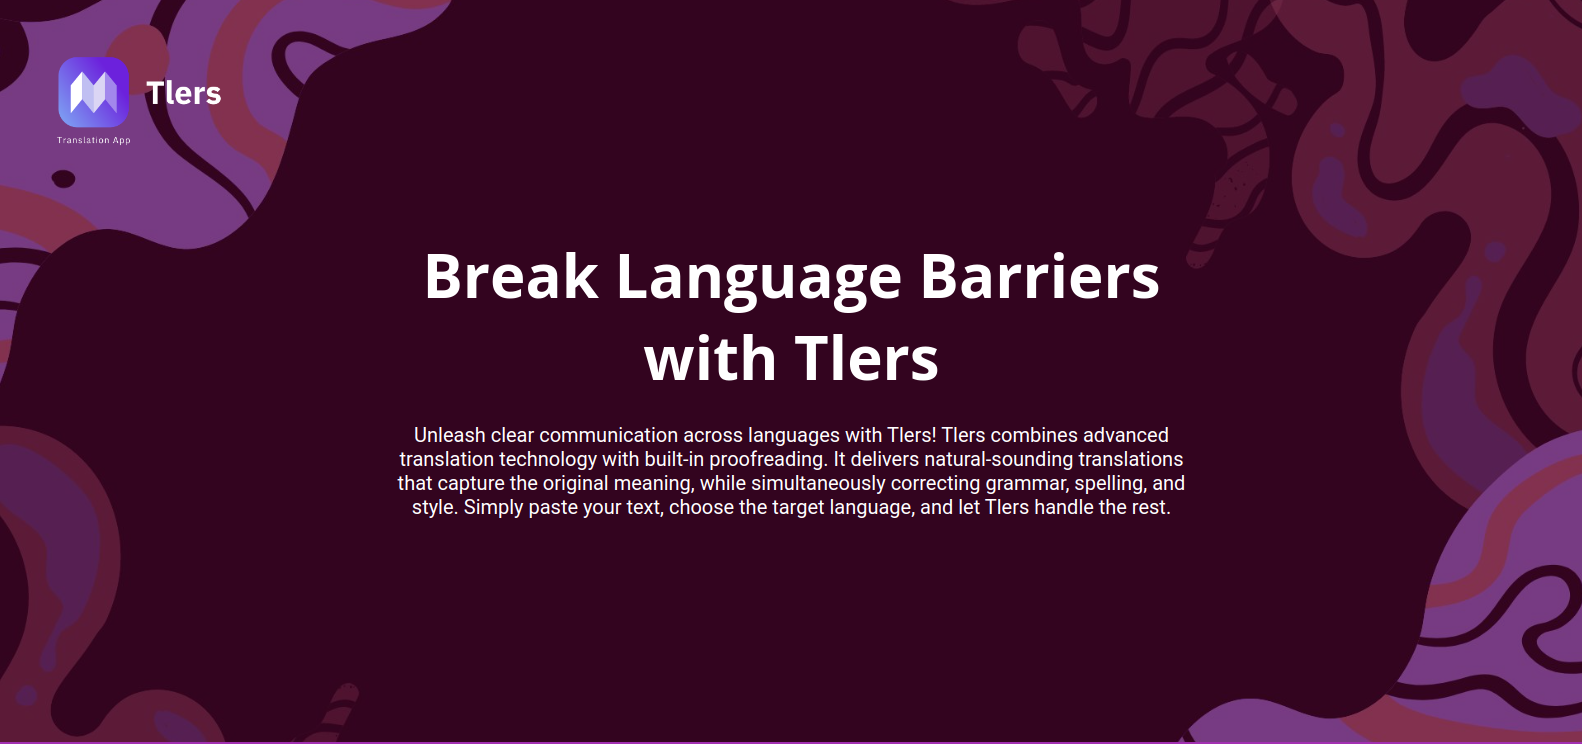 Tlers
Translation App
Break Language Barriers
with Tlers
Unleash clear communication across languages with Tlers! Tlers combines advanced
translation technology with built-in proofreading. It delivers natural-sounding translations
that capture the original meaning, while simultaneously correcting grammar, spelling, and
style. Simply paste your text, choose the target language, and let Tlers handle the rest.